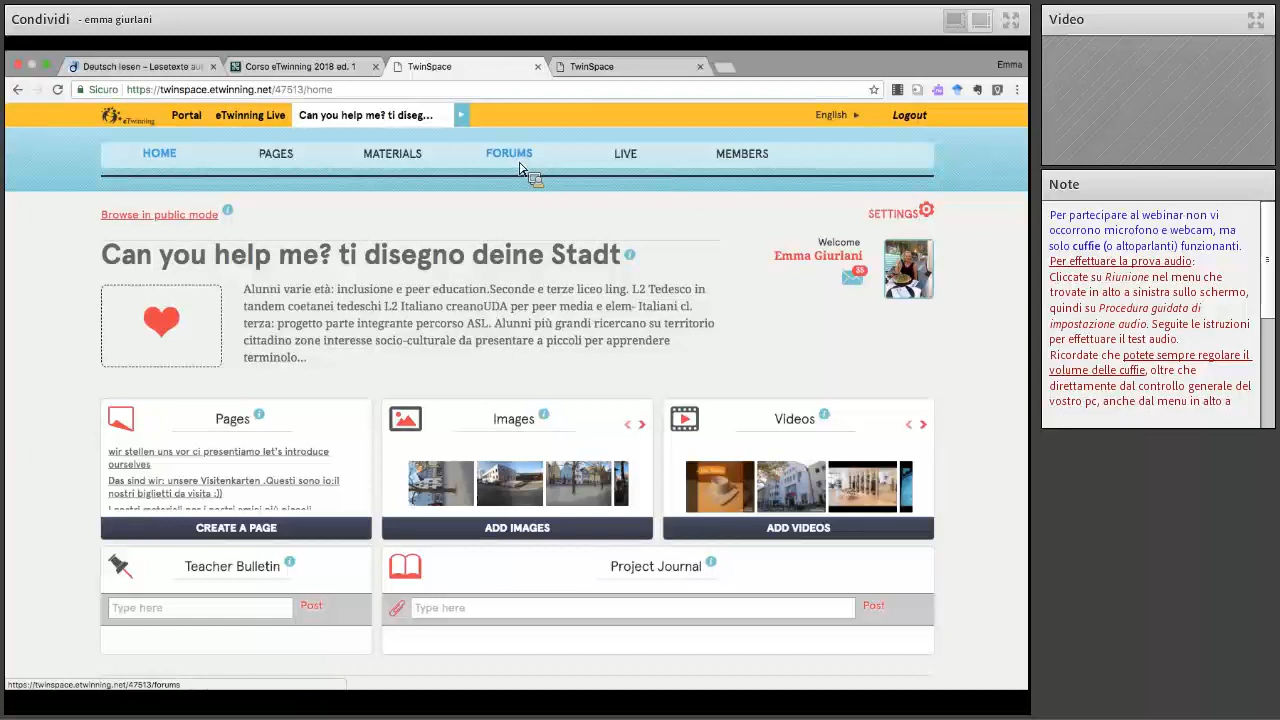 Condividi - emma giurlani
Deutsch lesen – Lesetexte au
Corso eTwinning 2018 ed. 1
TwinSpace
TwinSpace
Emma
Sicuro
https://twinspace.etwinning.net/47513/home
eTwinning
Portal
eTwinning Live
Can you help me? ti diseg...
English
Logout
HOME
PAGES
MATERIALS
FORUMS
LIVE
MEMBERS
Browse in public mode
SETTINGS
Can you help me? ti disegno deine Stadt
Welcome
Emma Giurlani
35
Alunni varie età: inclusione e peer education.Seconde e terze liceo ling. L2 Tedesco in
tandem coetanei tedeschi L2 Italiano creanoUDA per peer media e elem- Italiani cl.
terza: progetto parte integrante percorso ASL. Alunni più grandi ricercano su territorio
cittadino zone interesse socio-culturale da presentare a piccoli per apprendere
terminolo...
Pages
wir stellen uns vor ci presentiamo let's introduce
ourselves
Das sind wir: unsere Visitenkarten .Questi sono io:il
nostri biglietti da visita :))
I nostri materiali per i nostri amici più piccoli
CREATE A PAGE
Images
ADD IMAGES
Videos
ADD VIDEOS
Teacher Bulletin
Type here
Post
Project Journal
Type here
Post
https://twinspace.etwinning.net/47513/forums
Video
Note
Per partecipare al webinar non vi
occorrono microfono e webcam, ma
solo cuffie (o altoparlanti) funzionanti.
Per effettuare la prova audio:
Cliccate su Riunione nel menu che
trovate in alto a sinistra sullo schermo,
quindi su Procedura guidata di
impostazione audio. Seguite le istruzioni
per effettuare il test audio.
Ricordate che potete sempre regolare il
volume delle cuffie, oltre che
direttamente dal controllo generale del
vostro pc, anche dal menu in alto a